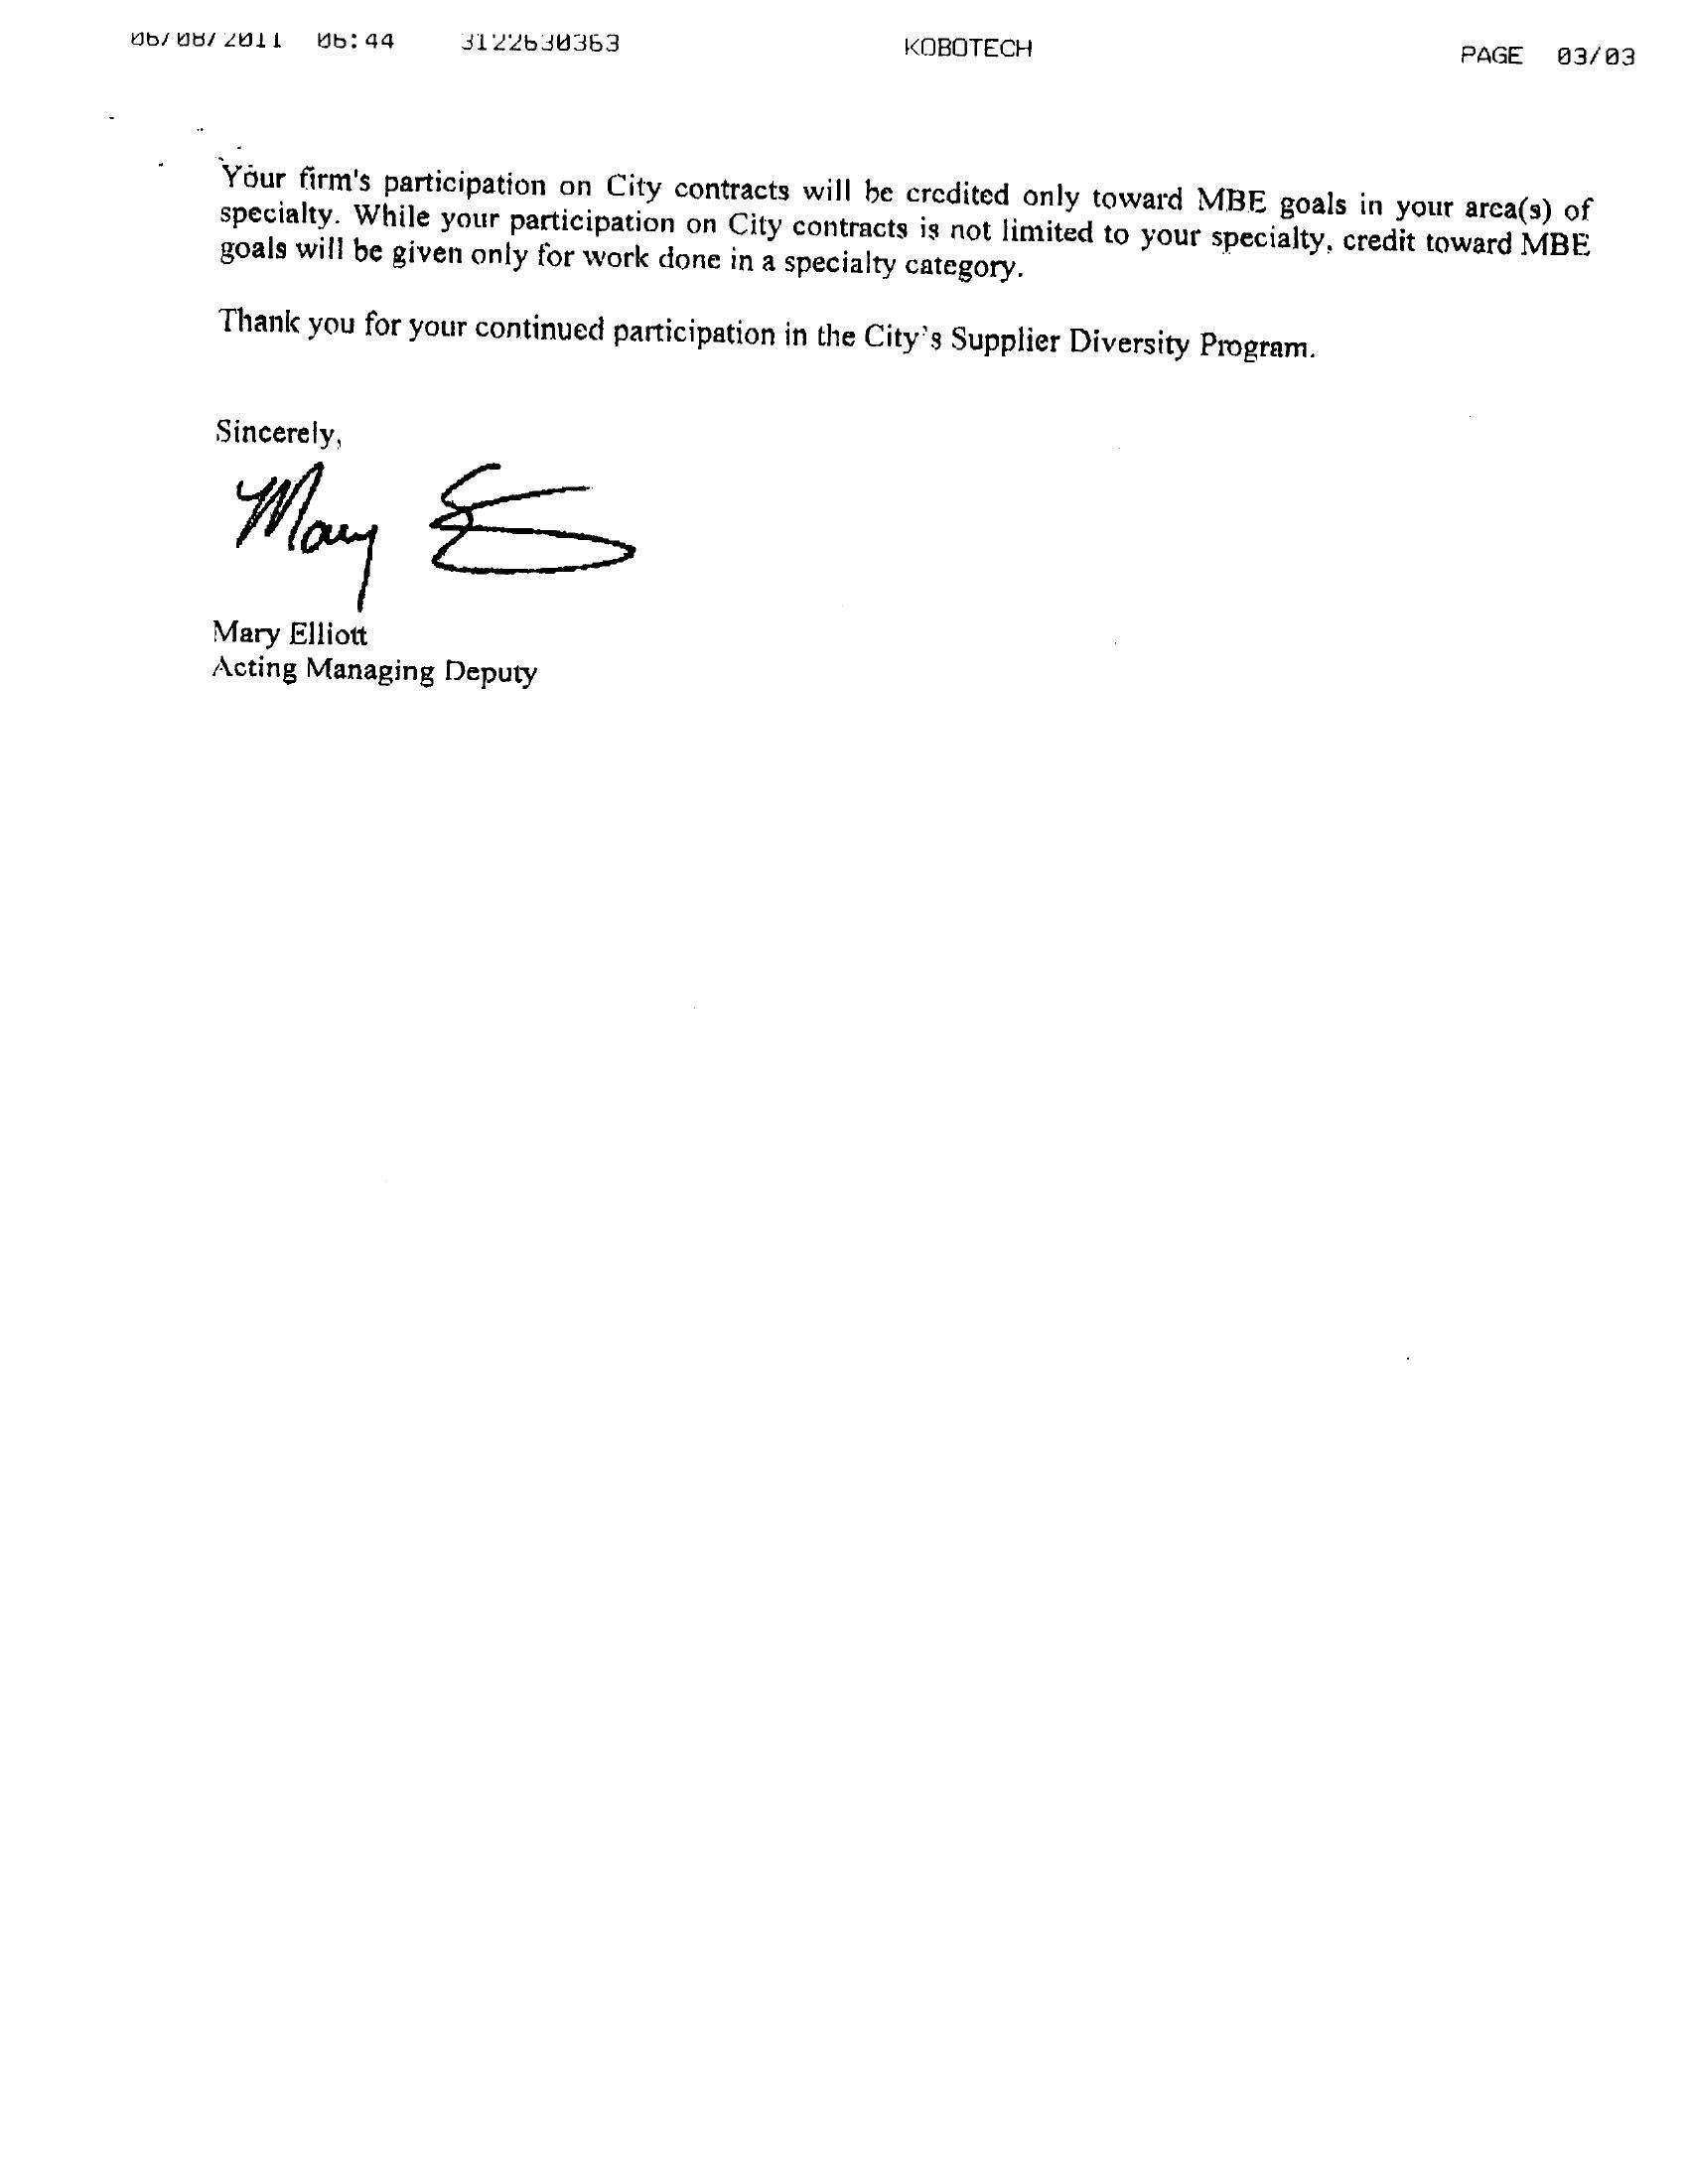 06/08/2011 06:44 3122630363 KOBOTECH PAGE 03/03
Your firm's participation on City contracts will be credited only toward MBE goals in your area(s) of
specialty. While your participation on City contracts is not limited to your specialty, credit toward MBE
goals will be given only for work done in a specialty category.
Thank you for your continued participation in the City's Supplier Diversity Program.
Sincerely,
Mary E
Mary Elliott
Acting Managing Deputy